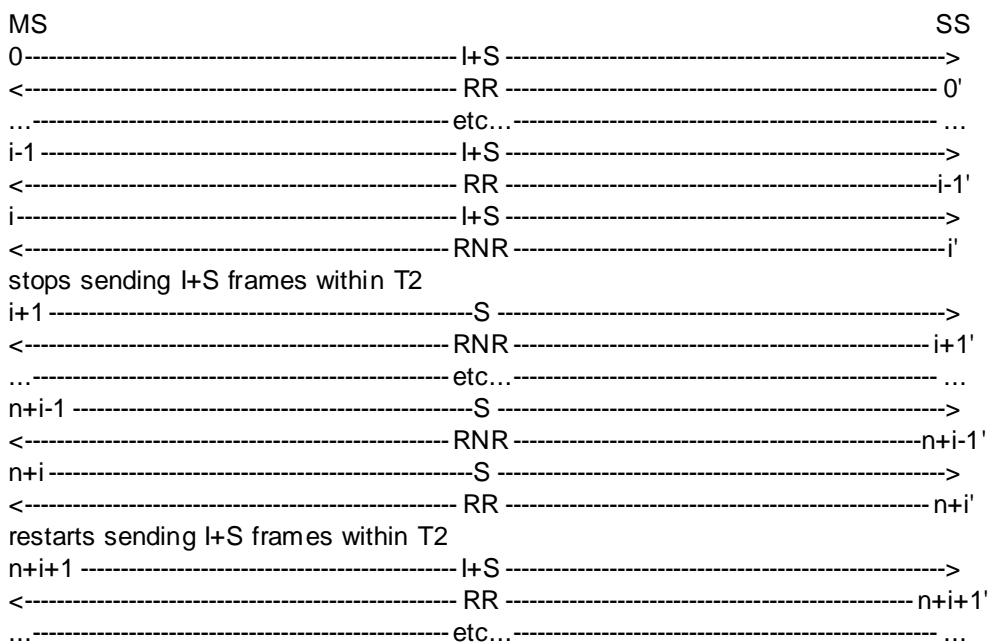 MS SS
0-------------------------------------------------------- I+S --------------------------------------------------------->
<-------------------------------------------------------- RR -------------------------------------------------------- 0'
...------------------------------------------------------ etc...------------------------------------------------------- ...
i-1 ------------------------------------------------------ I+S --------------------------------------------------------->
<-------------------------------------------------------- RR --------------------------------------------------------i-1'
i--------------------------------------------------------- I+S --------------------------------------------------------->
<------------------------------------------------------- RNR --------------------------------------------------------i'
stops sending I+S frames within T2
i+1 -------------------------------------------------------S --------------------------------------------------------->
<------------------------------------------------------- RNR ------------------------------------------------------ i+1'
...------------------------------------------------------ etc...------------------------------------------------------- ...
n+i-1 ----------------------------------------------------S --------------------------------------------------------->
<------------------------------------------------------- RNR -----------------------------------------------------n+i-1'
n+i -------------------------------------------------------S --------------------------------------------------------->
<-------------------------------------------------------- RR ------------------------------------------------------- n+i'
restarts sending I+S frames within T2
n+i+1 ------------------------------------------------- I+S --------------------------------------------------------->
<-------------------------------------------------------- RR ----------------------------------------------------- n+i+1'
...------------------------------------------------------ etc...------------------------------------------------------- ...